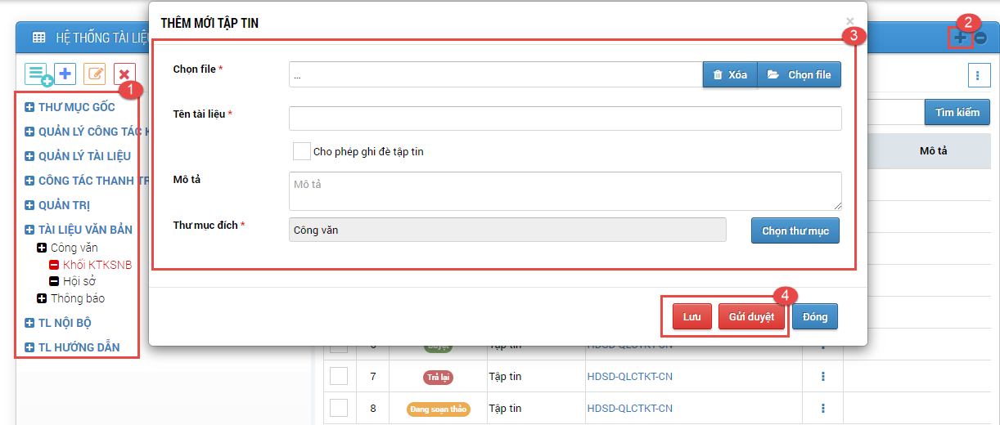 THÊM MỚI TẬP TIN
×
3
2
HỆ THỐNG TÀI LIỆU
1
THƯ MỤC GỐC
QUẢN LÝ CÔNG TÁC K
QUẢN LÝ TÀI LIỆU
CÔNG TÁC THANH TR
QUẢN TRỊ
TÀI LIỆU VĂN BẢN
Công văn
Khối KTKSNB
Hội sở
Thông báo
TL NỘI BỘ
TL HƯỚNG DẪN
Chọn file *
...
Xóa
Chọn file
Tên tài liệu *
Cho phép ghi đè tập tin
Mô tả
Mô tả
Thư mục đích *
Công văn
Chọn thư mục
4
Lưu
Gửi duyệt
Đóng
Tìm kiếm
Mô tả
Duyệt
Tập tin
HDSD-QLCTKT-CN
7
Trả lại
Tập tin
HDSD-QLCTKT-CN
8
Đang soạn thảo
Tập tin
HDSD-QLCTKT-CN